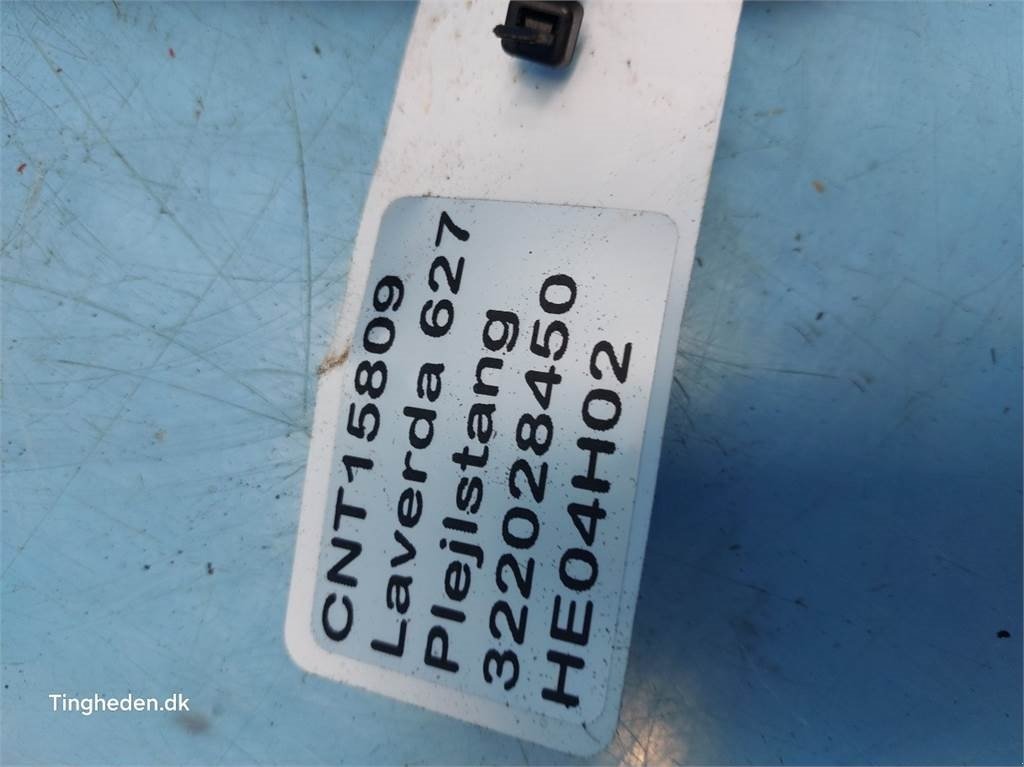 CNT15809
Laverda 627
Plejlstang
322028450
HE04H02
Tingheden.dk